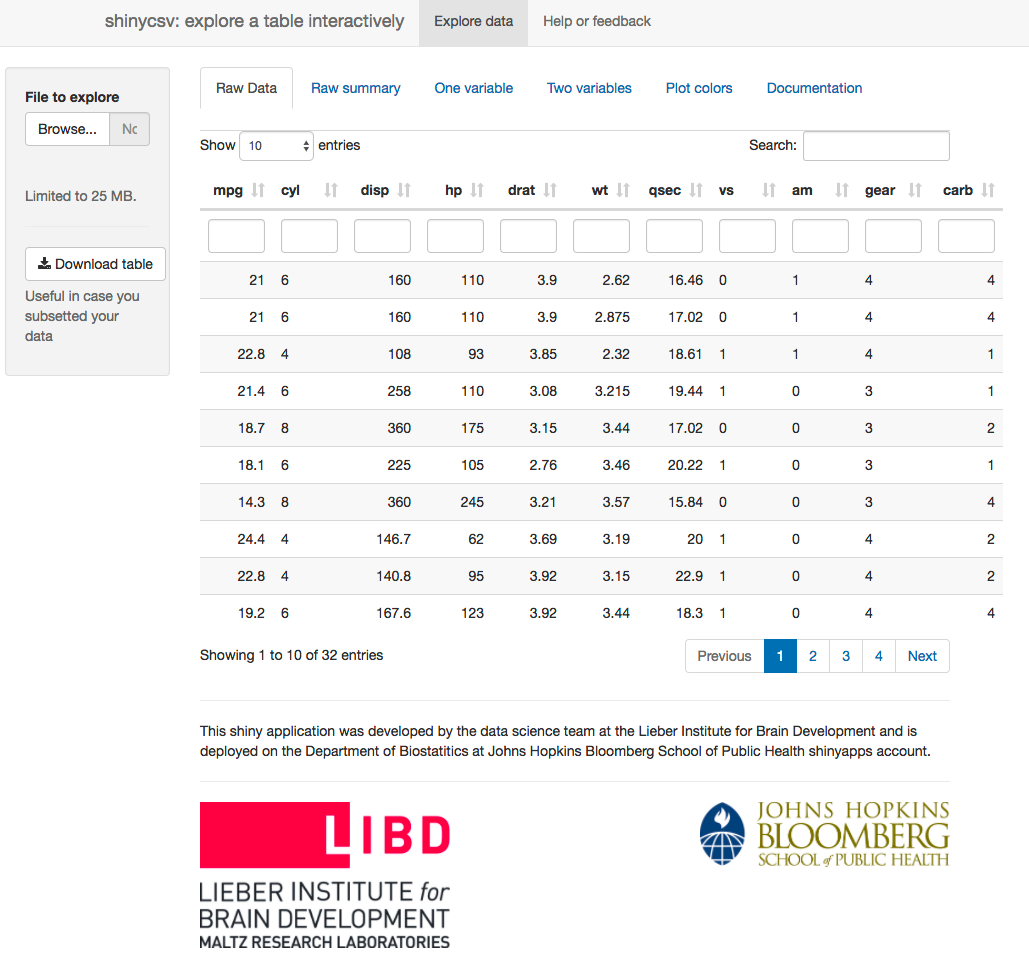 shinycsv: explore a table interactively Explore data Help or feedback
File to explore
Browse... No
Limited to 25 MB.
Download table
Useful in case you
subsetted your
data
Raw Data Raw summary One variable Two variables Plot colors Documentation
Show 10 entries Search:
mpg cyl disp hp drat wt qsec vs am gear carb
21 6 160 110 3.9 2.62 16.46 0 1 4 4
21 6 160 110 3.9 2.875 17.02 0 1 4 4
22.8 4 108 93 3.85 2.32 18.61 1 1 4 1
21.4 6 258 110 3.08 3.215 19.44 1 0 3 1
18.7 8 360 175 3.15 3.44 17.02 0 0 3 2
18.1 6 225 105 2.76 3.46 20.22 1 0 3 1
14.3 8 360 245 3.21 3.57 15.84 0 0 3 4
24.4 4 146.7 62 3.69 3.19 20 1 0 4 2
22.8 4 140.8 95 3.92 3.15 22.9 1 0 4 2
19.2 6 167.6 123 3.92 3.44 18.3 1 0 4 4
Showing 1 to 10 of 32 entries Previous 1 2 3 4 Next
This shiny application was developed by the data science team at the Lieber Institute for Brain Development and is
deployed on the Department of Biostatitics at Johns Hopkins Bloomberg School of Public Health shinyapps account.
LIBD
LIEBER INSTITUTE for
BRAIN DEVELOPMENT
MALTZ RESEARCH LABORATORIES
JOHNS HOPKINS
BLOOMBERG
SCHOOL of PUBLIC HEALTH